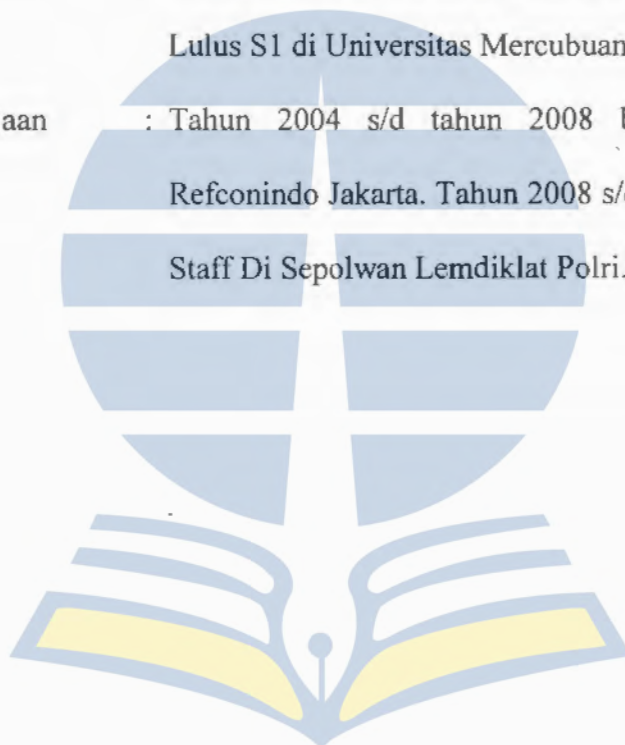 Lulus S1 di Universitas Mercubuan
aan : Tahun 2004 s/d tahun 2008 b
Refconindo Jakarta. Tahun 2008 s/
Staff Di Sepolwan Lemdiklat Polri.